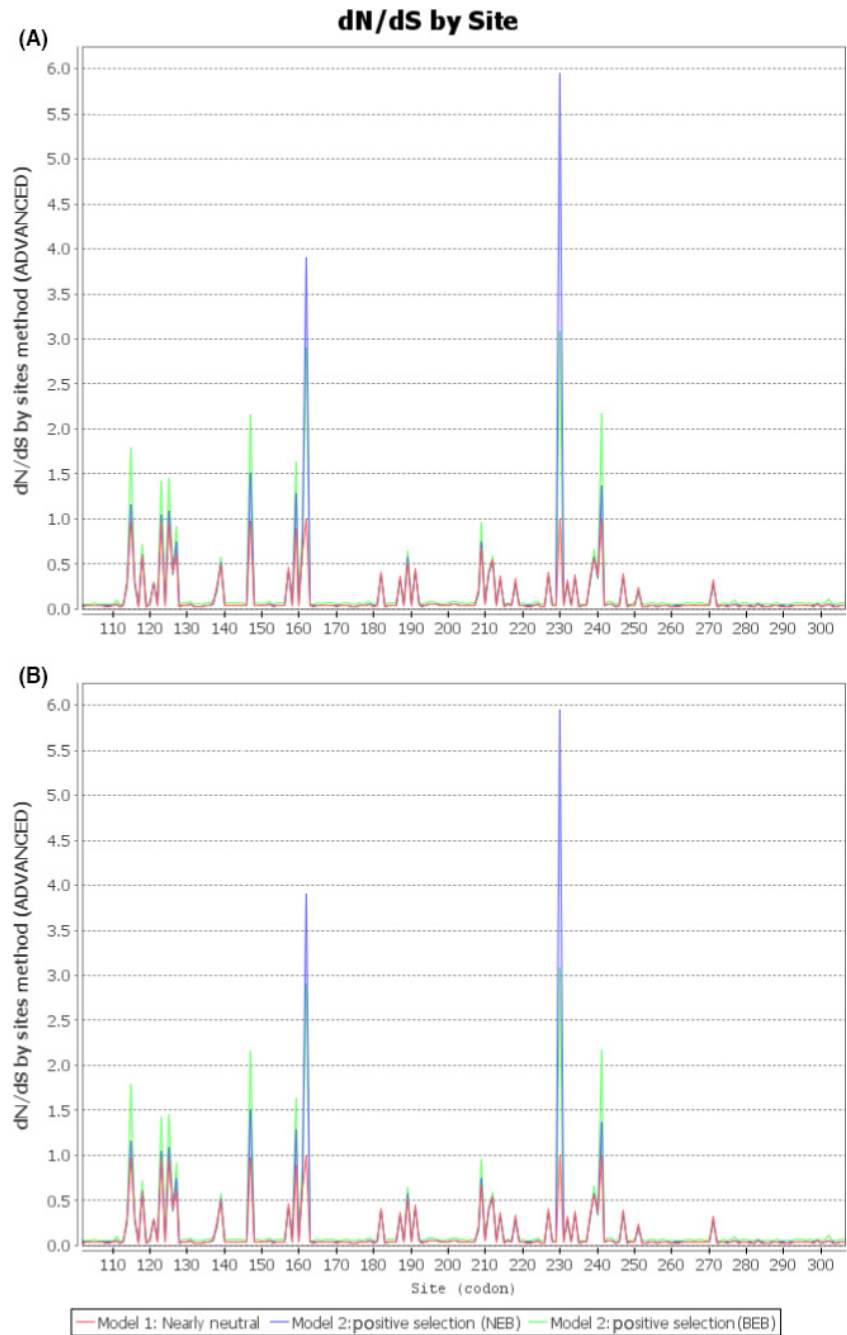 dN/dS by Site
(A)
dN/dS by sites method (ADVANCED)
6.0
5.5
5.0
4.5
4.0
3.5
3.0
2.5
2.0
1.5
1.0
0.5
0.0
110 120 130 140 150 160 170 180 190 200 210 220 230 240 250 260 270 280 290 300
(B)
dN/dS by sites method (ADVANCED)
6.0
5.5
5.0
4.5
4.0
3.5
3.0
2.5
2.0
1.5
1.0
0.5
0.0
110 120 130 140 150 160 170 180 190 200 210 220 230 240 250 260 270 280 290 300
Site (codon)
Model 1: Nearly neutral Model 2:positive selection (NEB) Model 2: positive selection(BEB)